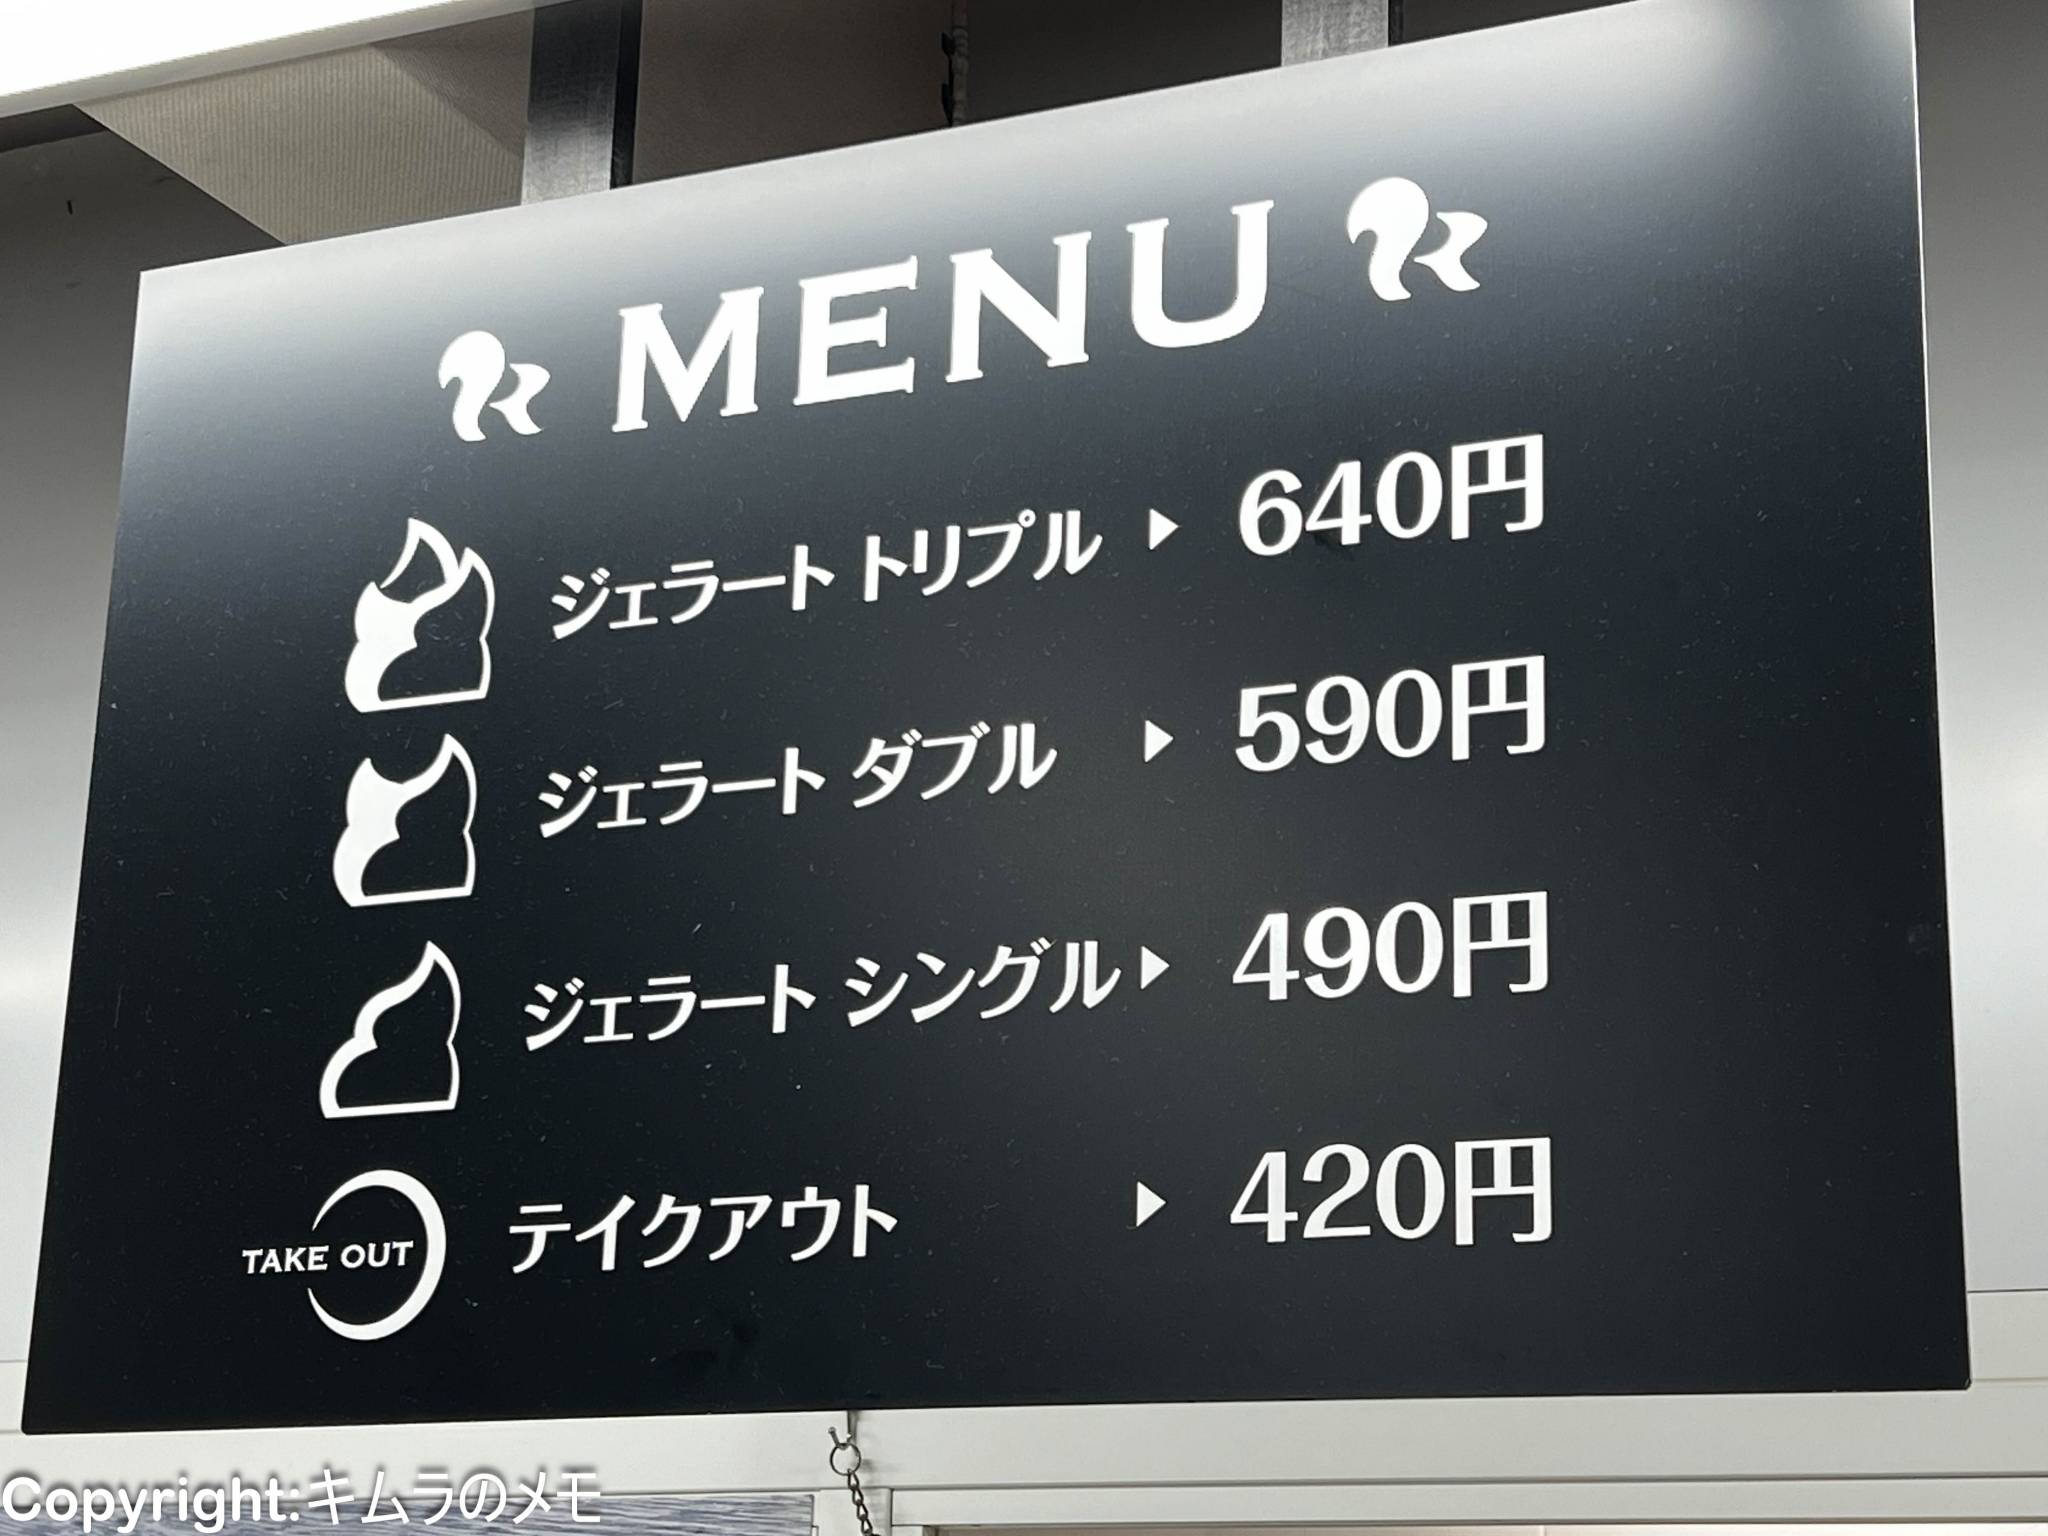 MENU
ジェラート トリプル ▶ 640円
ジェラート ダブル ▶ 590円
ジェラート シングル ▶ 490円
TAKE OUT テイクアウト ▶ 420円
Copyright:キムラのメモ